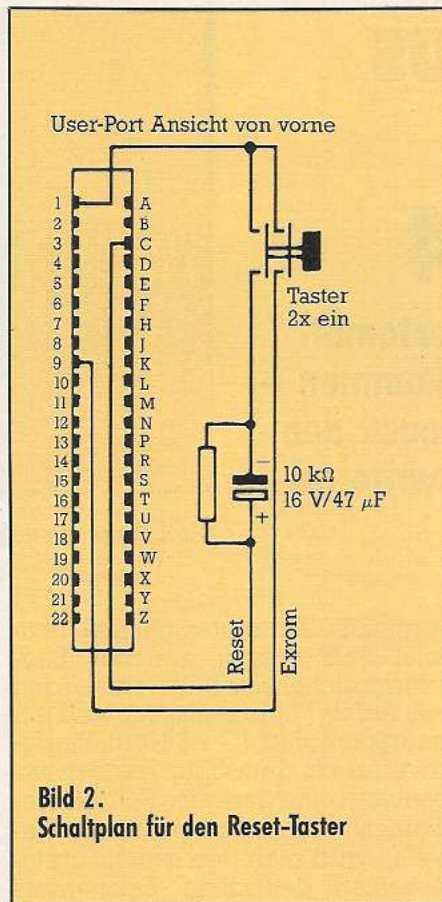 User-Port Ansicht von vorne
1 A
2 B
3 C
4 D
5 E
6 F
7 H
8 J
9 K
10 L
11 M
12 N
13 P
14 R
15 S
16 T
17 U
18 V
19 W
20 X
21 Y
22 Z
Taster
2x ein
−
10 kΩ
16 V/47 µF
+
Reset
Exrom
Bild 2.
Schaltplan für den Reset-Taster